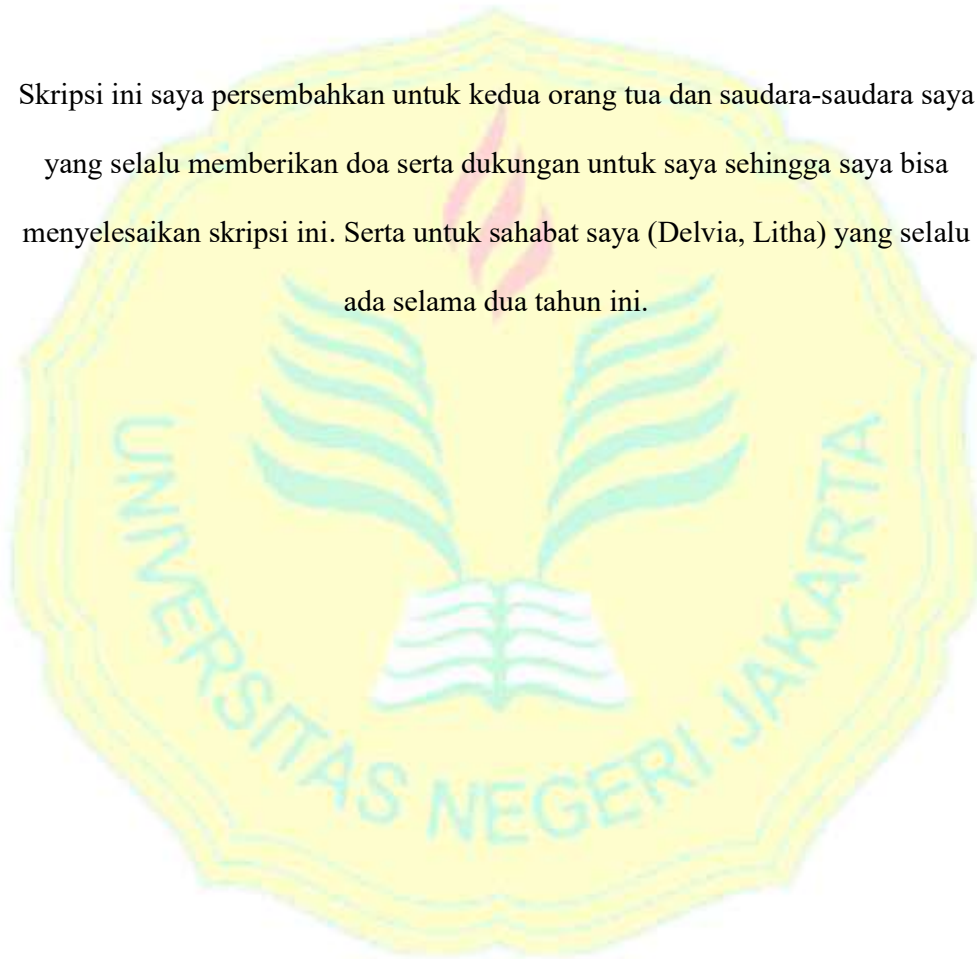 Skripsi ini saya persembahkan untuk kedua orang tua dan saudara-saudara saya
yang selalu memberikan doa serta dukungan untuk saya sehingga saya bisa
menyelesaikan skripsi ini. Serta untuk sahabat saya (Delvia, Litha) yang selalu
ada selama dua tahun ini.
UNIVERSITAS NEGERI JAKARTA